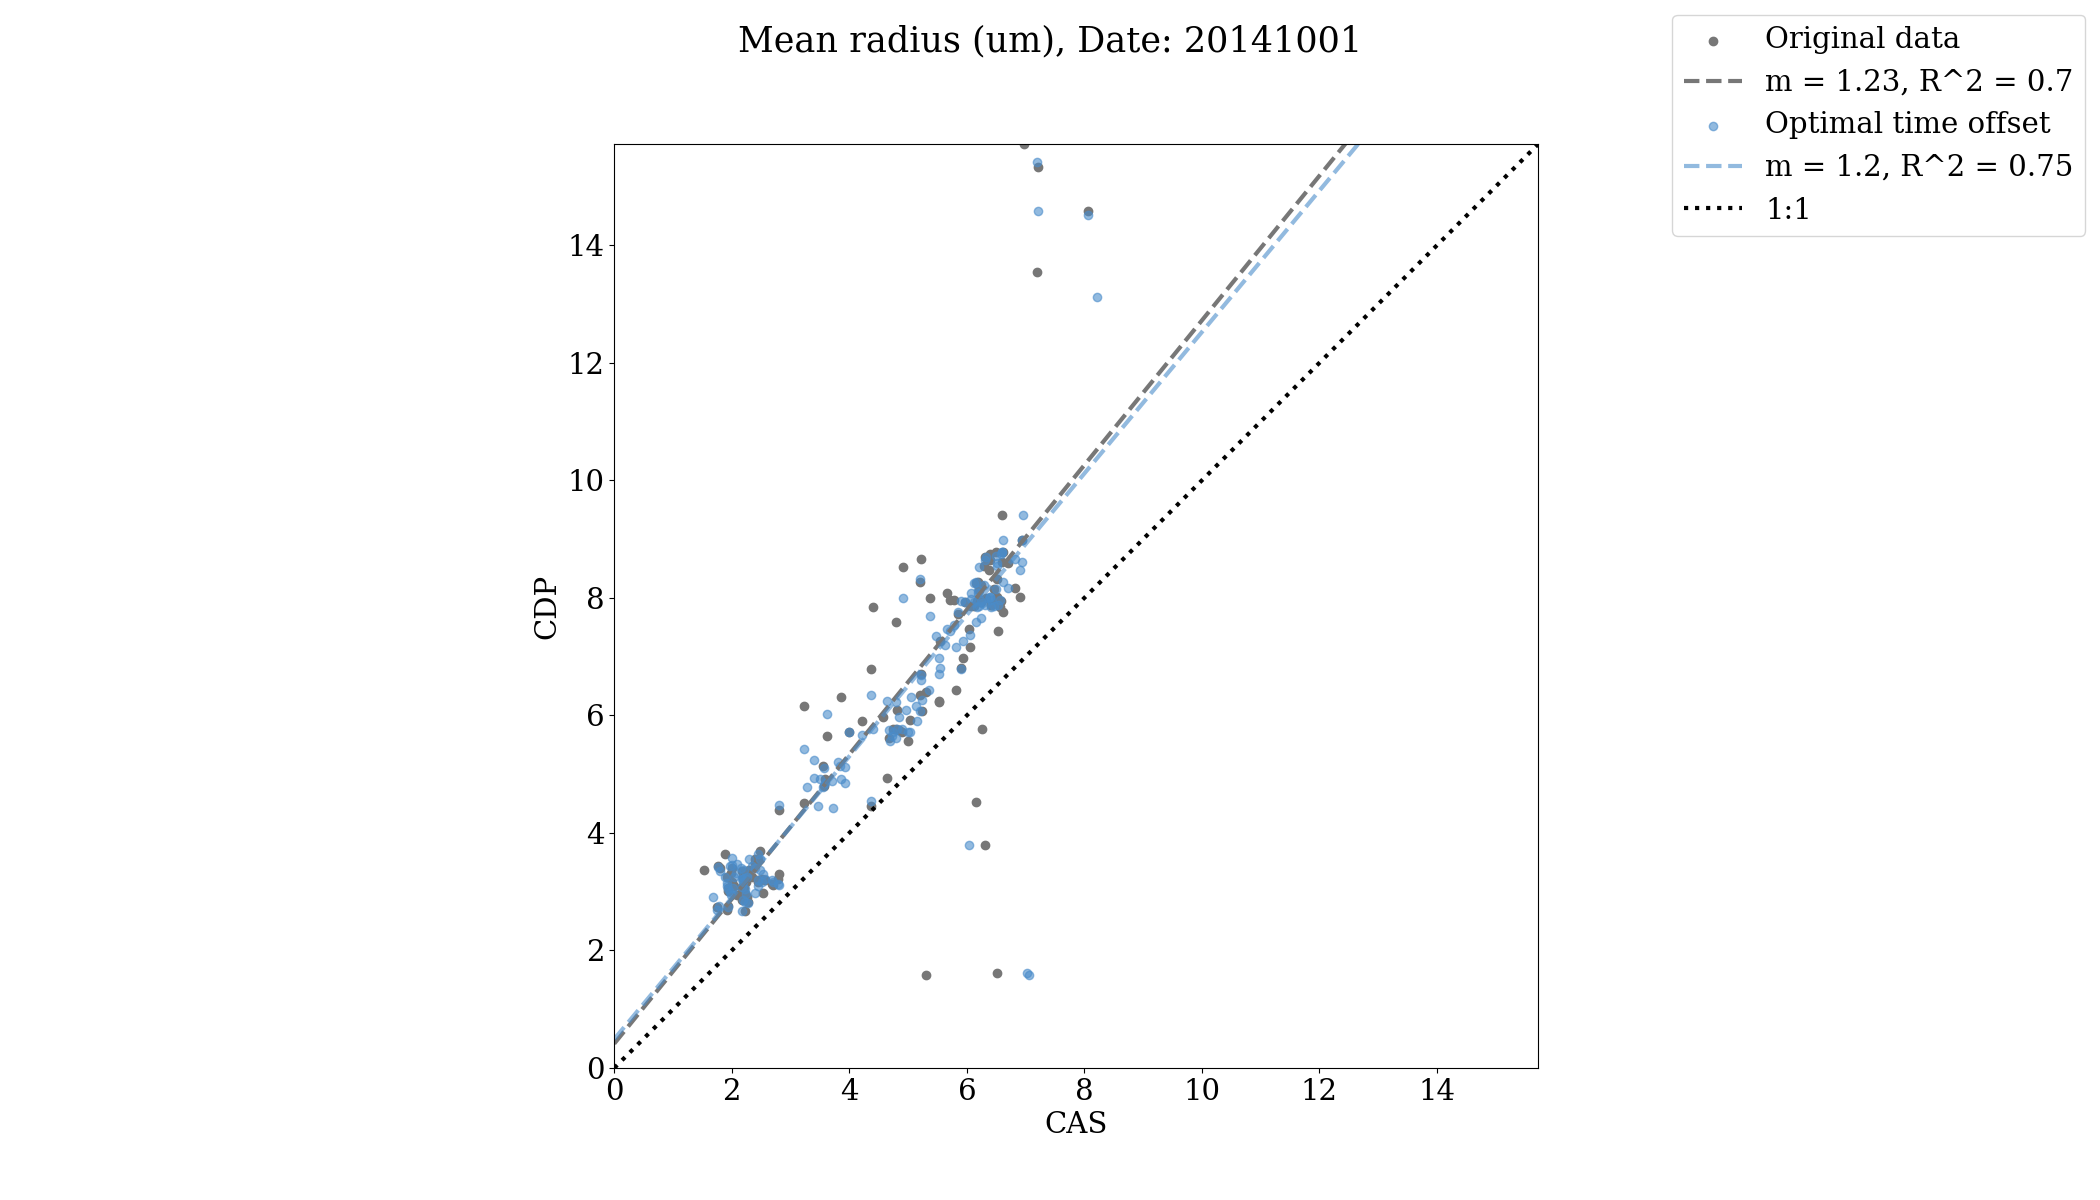 Mean radius (um), Date: 20141001
Original data
m = 1.23, R^2 = 0.7
Optimal time offset
m = 1.2, R^2 = 0.75
1:1
14
12
10
8
6
4
2
0
CDP
0 2 4 6 8 10 12 14
CAS